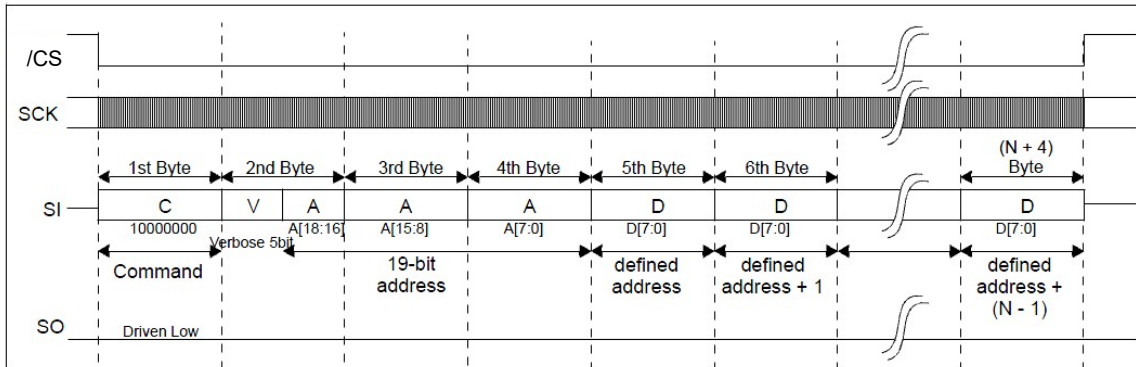 /CS
SCK
(N + 4)
1st Byte 2nd Byte 3rd Byte 4th Byte 5th Byte 6th Byte Byte
SI C V A A A D D D
10000000 A[18:16] A[15:8] A[7:0] D[7:0] D[7:0] D[7:0]
Verbose 5bit
Command 19-bit defined defined defined
address address address + 1 address +
(N - 1)
SO Driven Low